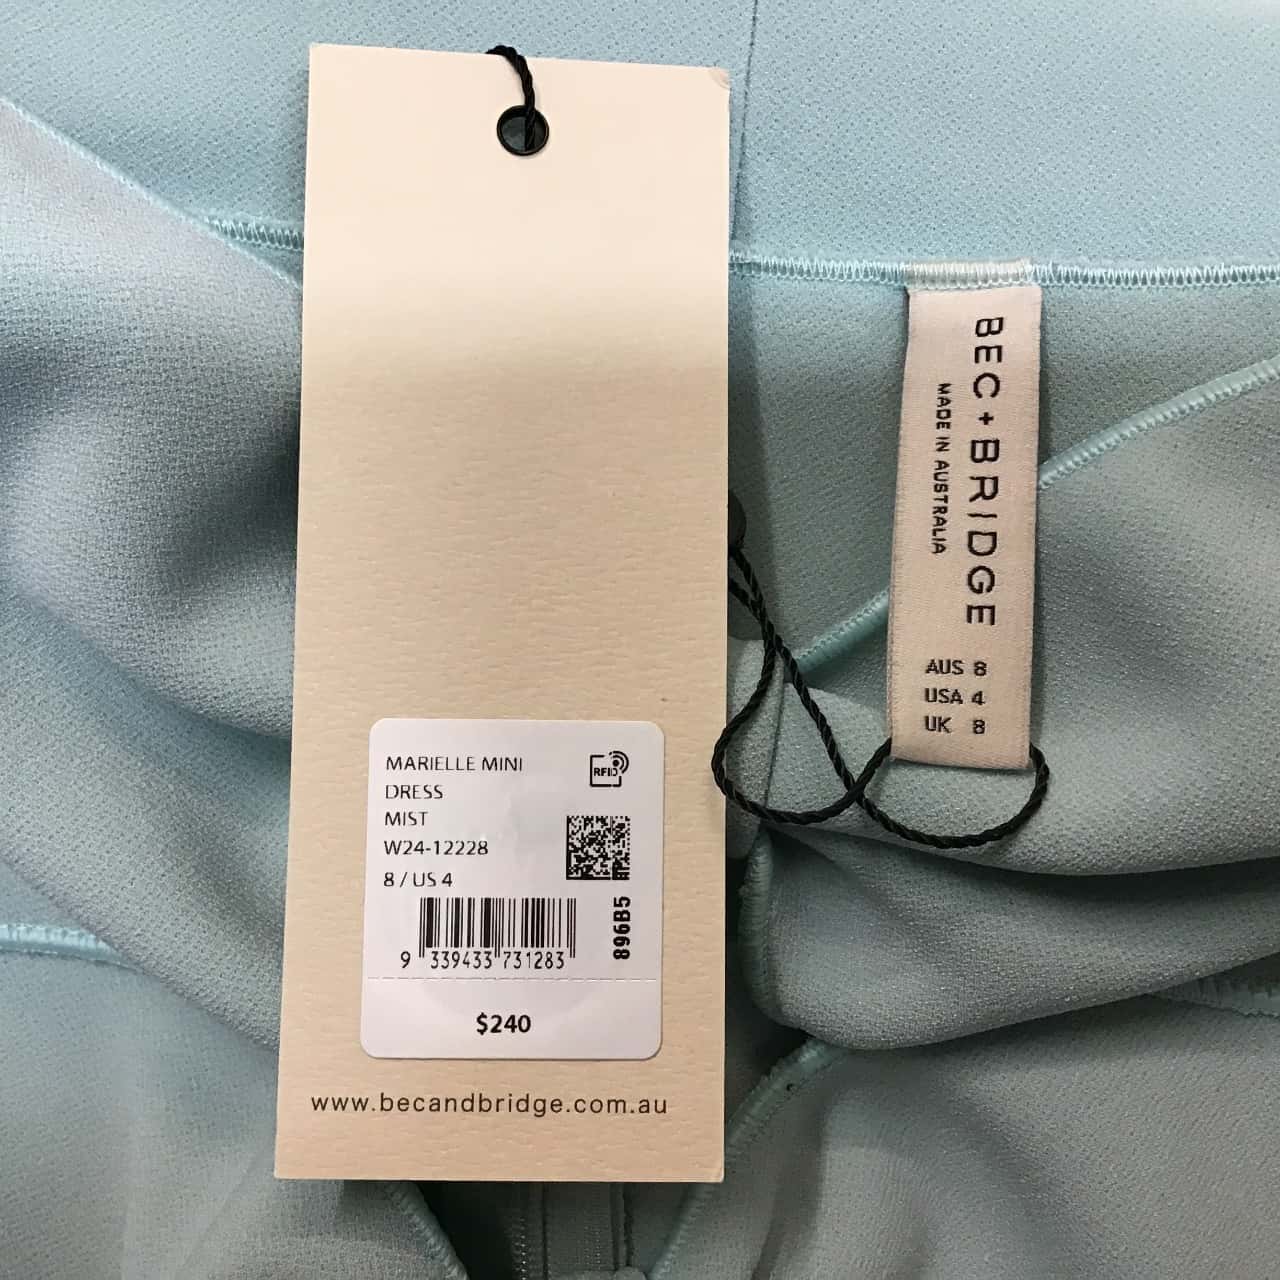 MARIELLE MINI
DRESS
MIST
W24-12228
8 / US 4
RFID
896B5
9 339433 731283
$240
www.becandbridge.com.au
BEC + BRIDGE
MADE IN AUSTRALIA
AUS 8
USA 4
UK 8